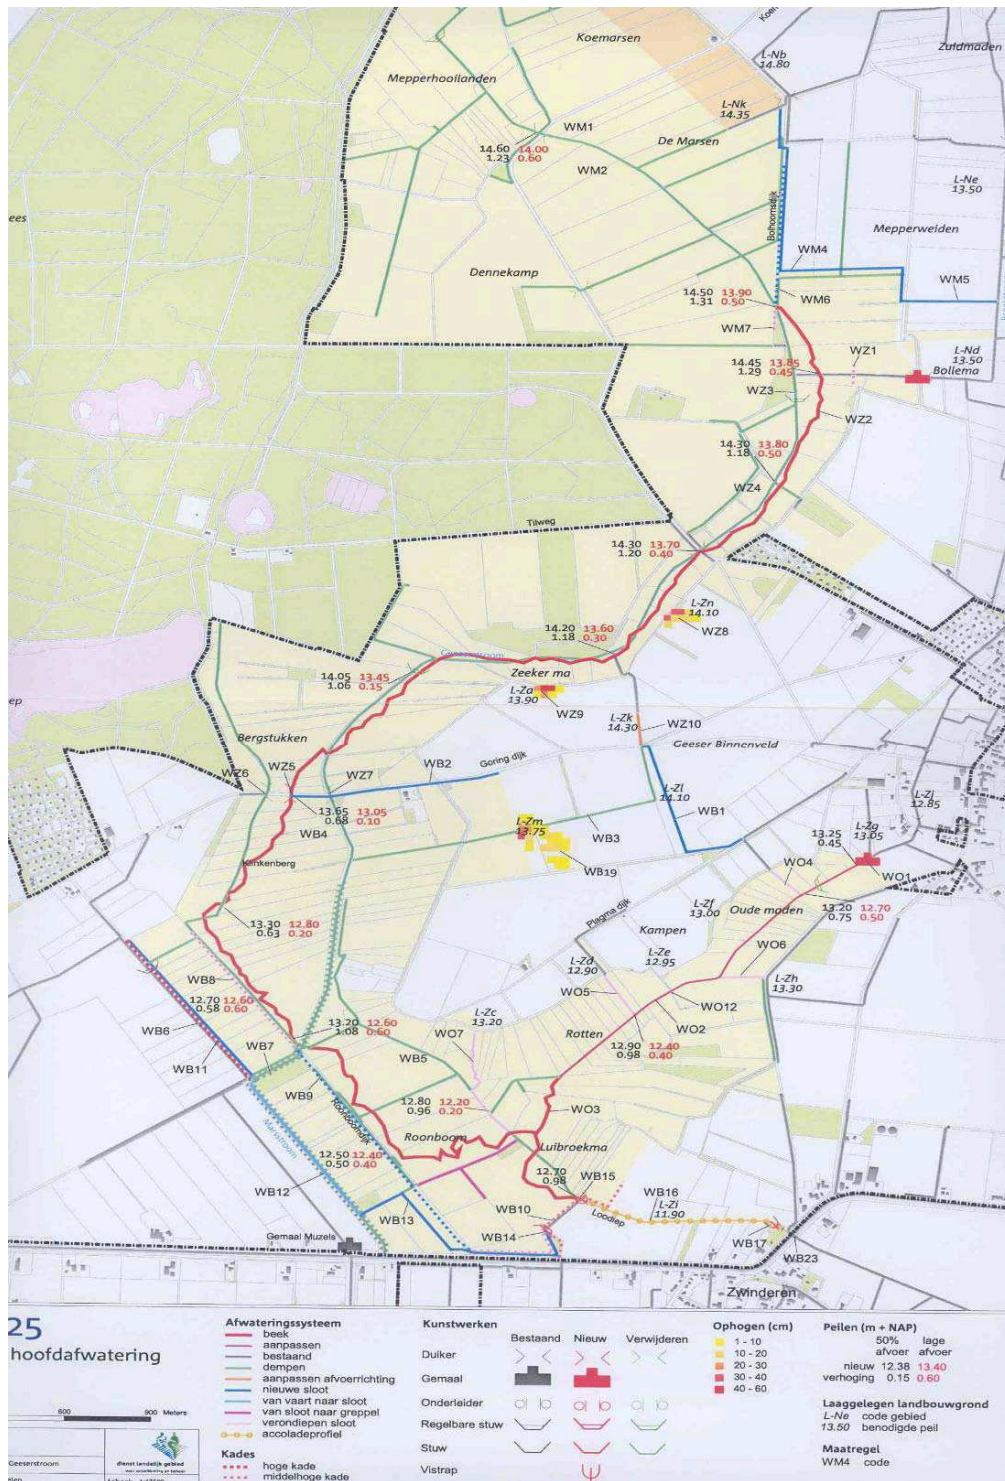 Koemarsen
Zuidmaden
L-Nb
14.80
Mepperhooilanden
L-Nk
14.35
WM1
De Marsen
14.60 14.00
1.23 0.60
WM2
L-Ne
13.50
ees
Bolhoornsdijk
Mepperweiden
WM4
Dennekamp
WM5
14.50 13.90
1.31 0.50
WM6
WM7
WZ1
L-Nd
13.50
Bollema
14.45 13.85
1.29 0.45
WZ3
WZ2
14.30 13.80
1.18 0.50
WZ4
Tilweg
14.30 13.70
1.20 0.40
L-Zn
14.10
WZ8
14.20 13.60
1.18 0.30
Geeserstroom
Zeeker ma
14.05 13.45
1.06 0.15
L-Za
13.90
WZ9
L-Zk
14.30
WZ10
Bergstukken
Geeser Binnenveld
WZ5
WZ6
WZ7
WB2
Goring dijk
L-Zl
14.10
L-Zj
12.85
13.65 13.05
0.68 0.10
WB4
L-Zm
13.75
WB3
WB1
L-Zg
13.05
13.25
0.45
Klinkenberg
WB19
WO4
WO1
13.20 12.70
0.75 0.50
L-Zf
13.00
Oude maden
Plagma dijk
Kampen
13.30 12.80
0.63 0.20
L-Ze
12.95
WO6
L-Zd
12.90
L-Zh
13.30
WB8
WO5
12.70 12.60
0.58 0.60
L-Zc
13.20
WO12
13.20 12.60
1.08 0.60
WO7
Rotten
WO2
WB6
WB7
WB5
12.90 12.40
0.98 0.40
WB11
WB9
12.80 12.20
0.96 0.20
WO3
Roonboomdijk
Marsstroom
Roonboom
Luibroekma
12.50 12.40
0.50 0.40
12.70
0.98
WB15
WB12
WB16
L-Zi
11.90
WB10
Loodiep
WB13
WB14
WB17
Gemaal Muzels
WB23
Zwinderen
25
hoofdafwatering
600 900 Meters
Geeserstroom
dienst landelijk gebied
Afwateringssysteem
beek
aanpassen
bestaand
dempen
aanpassen afvoerrichting
nieuwe sloot
van vaart naar sloot
van sloot naar greppel
verondiepen sloot
accoladeprofiel
Kades
hoge kade
middelhoge kade
Kunstwerken
Bestaand Nieuw Verwijderen
Duiker
Gemaal
Onderleider
Regelbare stuw
Stuw
Vistrap
Ophogen (cm)
1 - 10
10 - 20
20 - 30
30 - 40
40 - 60
Peilen (m + NAP)
50% lage
afvoer afvoer
nieuw 12.38 13.40
verhoging 0.15 0.60
Laaggelegen landbouwgrond
L-Ne code gebied
13.50 benodigde peil
Maatregel
WM4 code